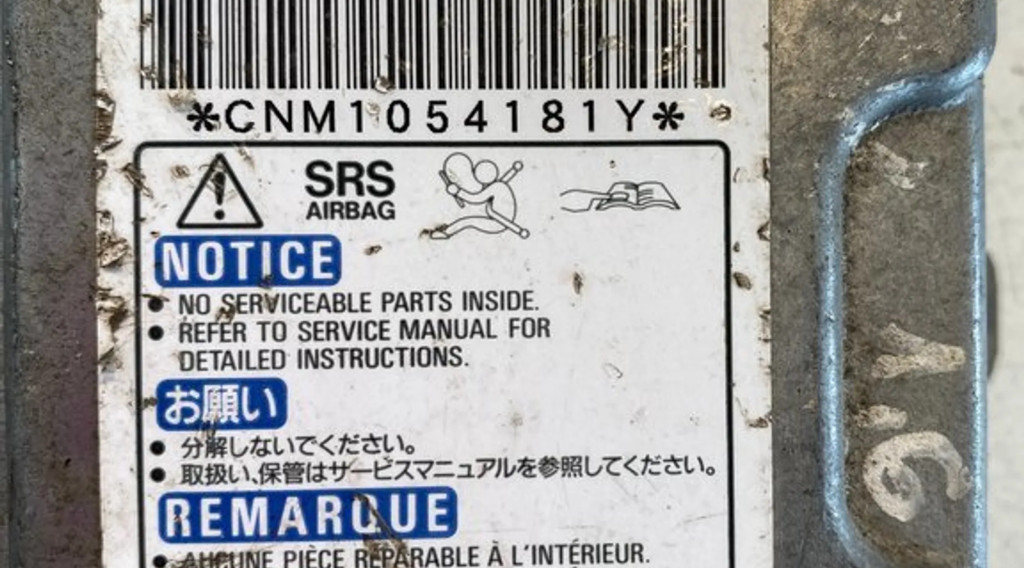 *CNM1054181Y*
SRS
AIRBAG
NOTICE
• NO SERVICEABLE PARTS INSIDE.
• REFER TO SERVICE MANUAL FOR
DETAILED INSTRUCTIONS.
お願い
• 分解しないでください。
• 取扱い、保管はサービスマニュアルを参照してください。
REMARQUE
• AUCUNE PIÈCE RÉPARABLE À L'INTÉRIEUR.